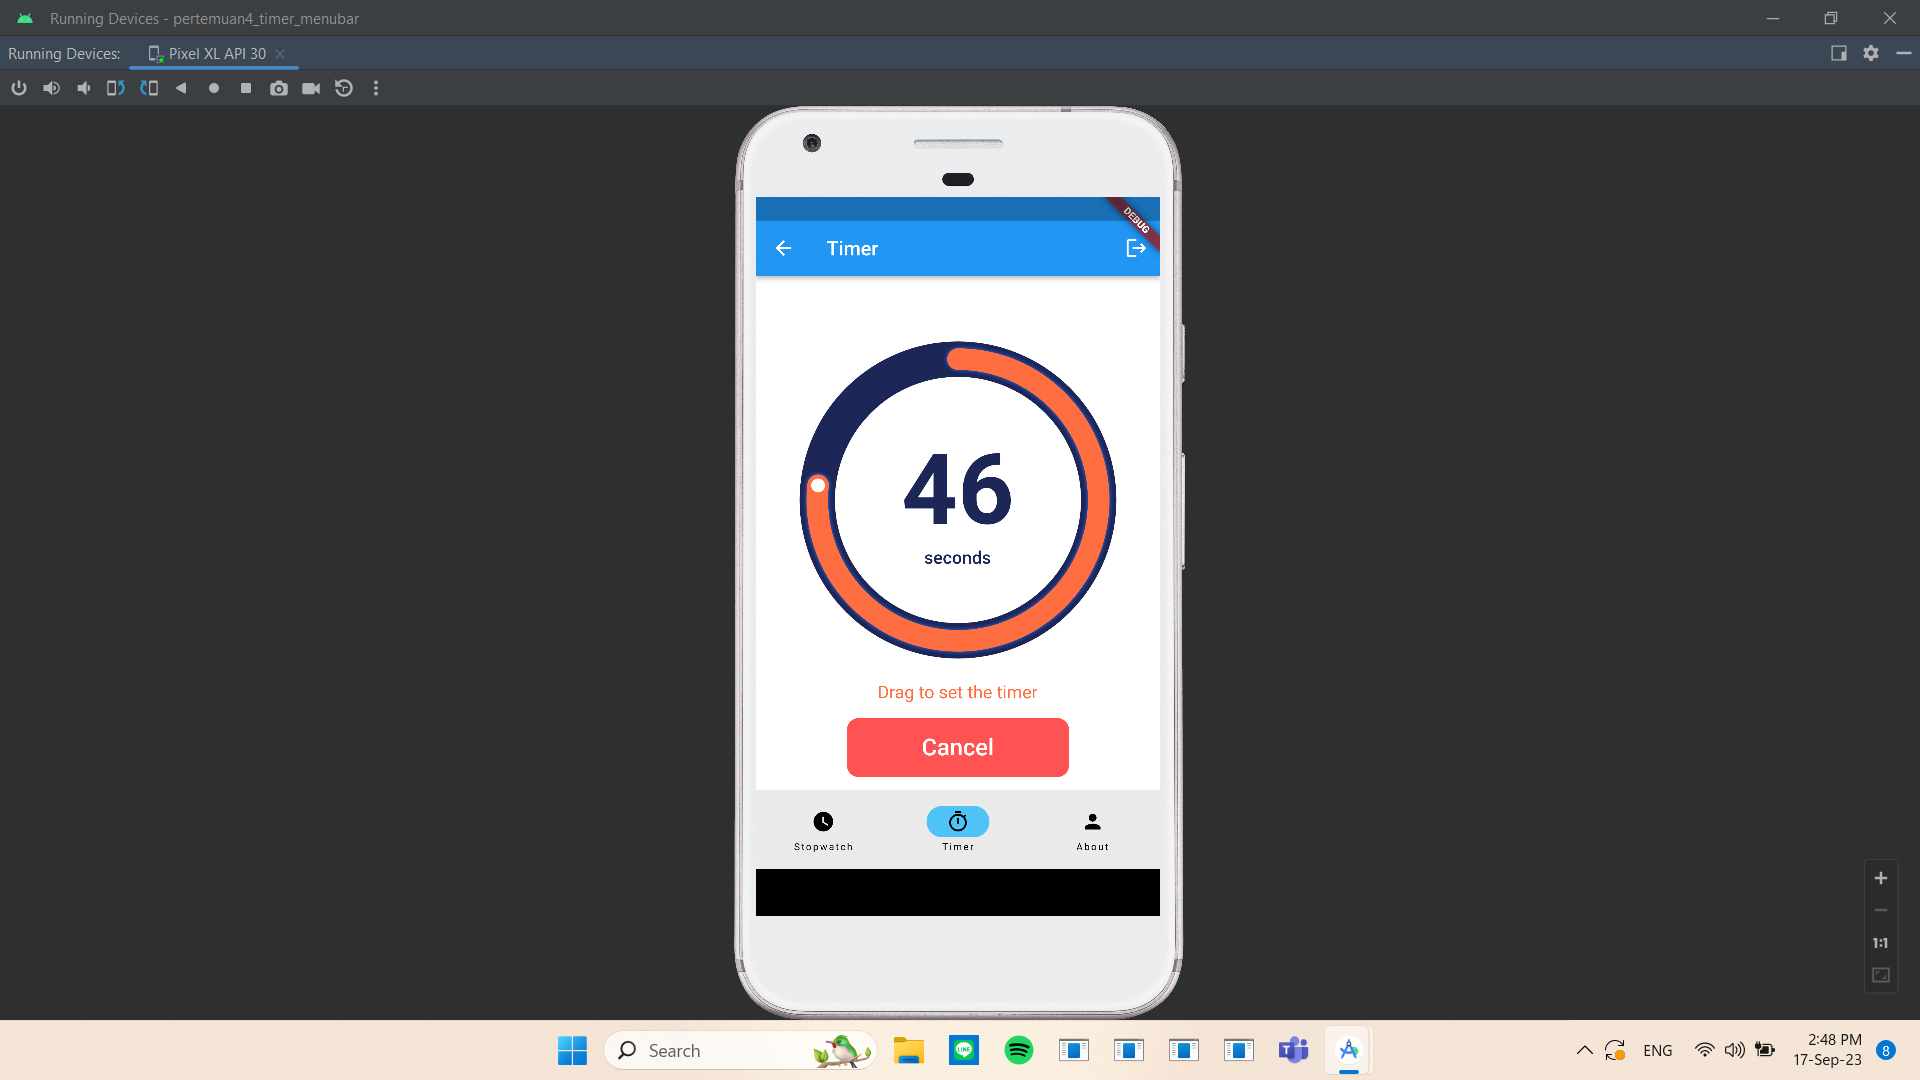 Running Devices - pertemuan4_timer_menubar
Running Devices:
Pixel XL API 30
DEBUG
Timer
46
seconds
Drag to set the timer
Cancel
Stopwatch
Timer
About
1:1
Search
LINE
T
ENG
2:48 PM
17-Sep-23
8